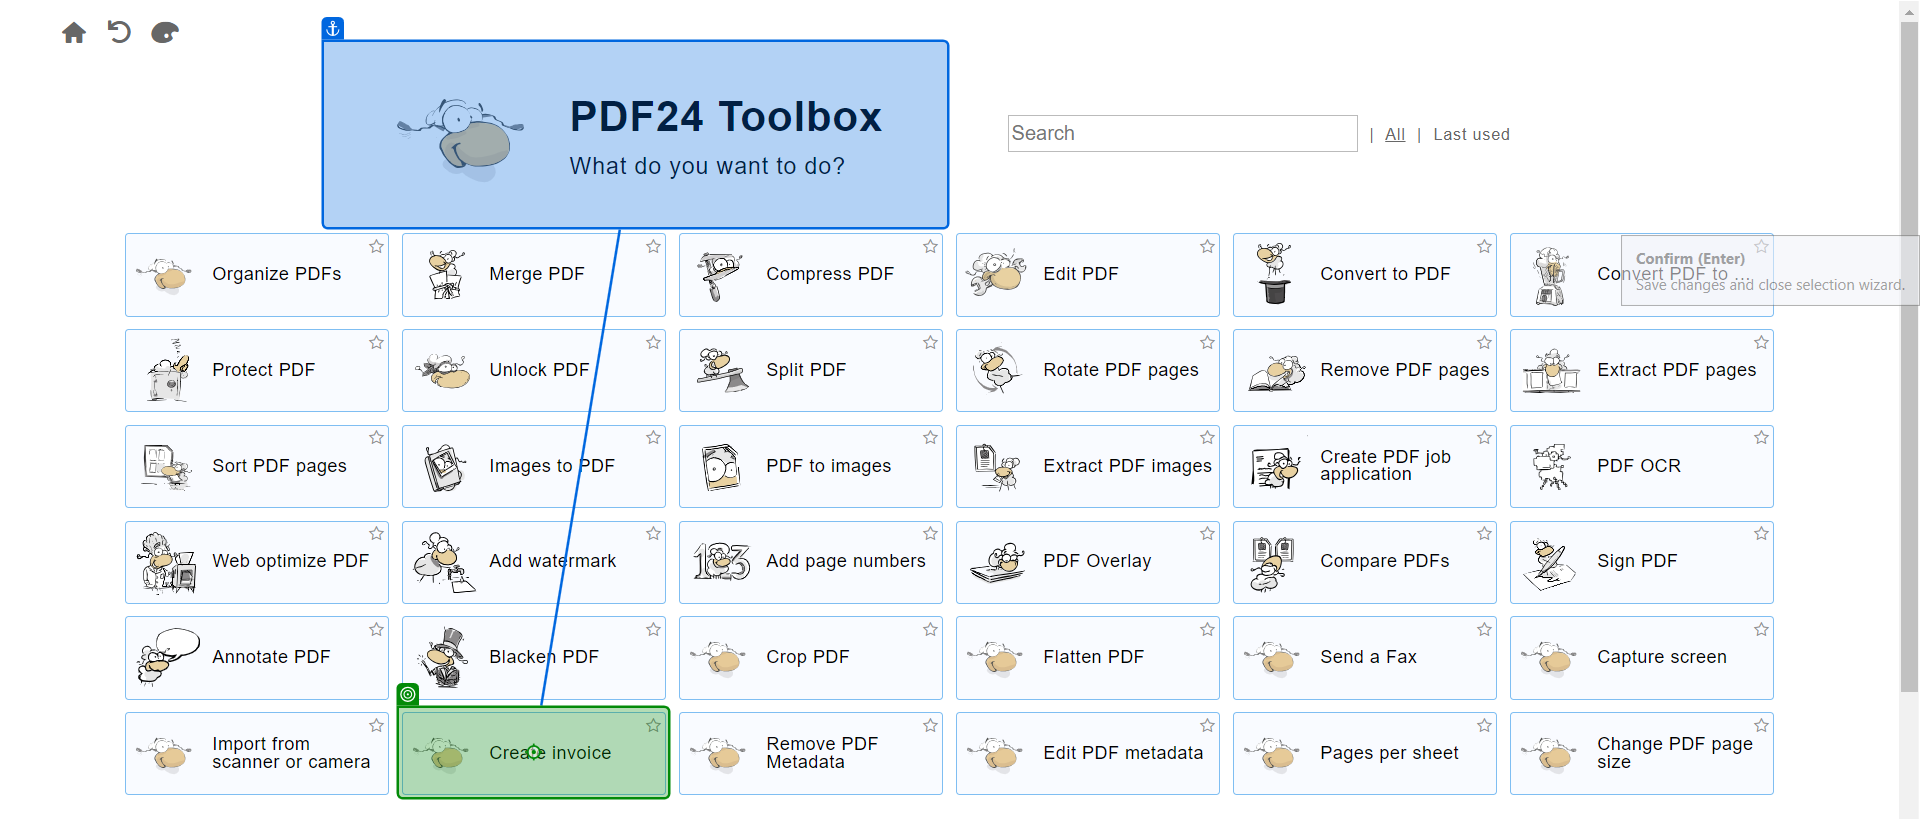 PDF24 Toolbox
What do you want to do?
Search | All | Last used
Organize PDFs
Merge PDF
Compress PDF
Edit PDF
Convert to PDF
Convert PDF to ...
Confirm (Enter)
Save changes and close selection wizard.
Protect PDF
Unlock PDF
Split PDF
Rotate PDF pages
Remove PDF pages
Extract PDF pages
Sort PDF pages
Images to PDF
PDF to images
Extract PDF images
Create PDF job
application
PDF OCR
Web optimize PDF
Add watermark
Add page numbers
PDF Overlay
Compare PDFs
Sign PDF
Annotate PDF
Blacken PDF
Crop PDF
Flatten PDF
Send a Fax
Capture screen
Import from
scanner or camera
Create invoice
Remove PDF
Metadata
Edit PDF metadata
Pages per sheet
Change PDF page
size